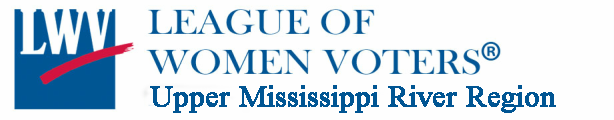 LWV
LEAGUE OF
WOMEN VOTERS®
Upper Mississippi River Region